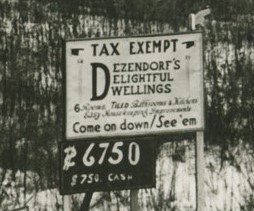 TAX EXEMPT
"DEZENDORF'S
DELIGHTFUL
DWELLINGS"
6 Rooms, TILED Bathrooms & Kitchens
Easy Housekeeping Improvements
Come on down/See 'em
$6750
$750. CASH